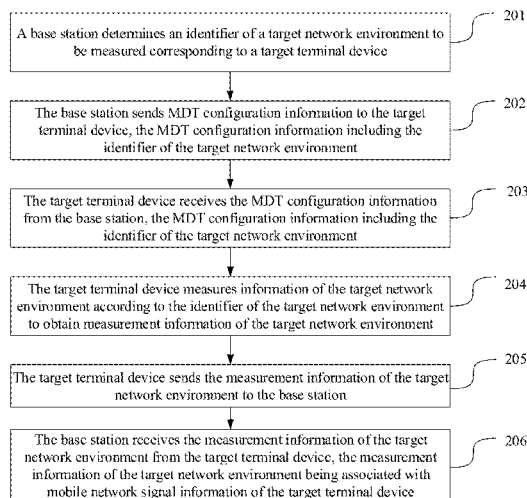 A base station determines an identifier of a target network environment to
be measured corresponding to a target terminal device
201
The base station sends MDT configuration information to the target
terminal device, the MDT configuration information including the
identifier of the target network environment
202
The target terminal device receives the MDT configuration information
from the base station, the MDT configuration information including the
identifier of the target network environment
203
The target terminal device measures information of the target network
environment according to the identifier of the target network environment
to obtain measurement information of the target network environment
204
The target terminal device sends the measurement information of the target
network environment to the base station
205
The base station receives the measurement information of the target
network environment from the target terminal device, the measurement
information of the target network environment being associated with
mobile network signal information of the target terminal device
206